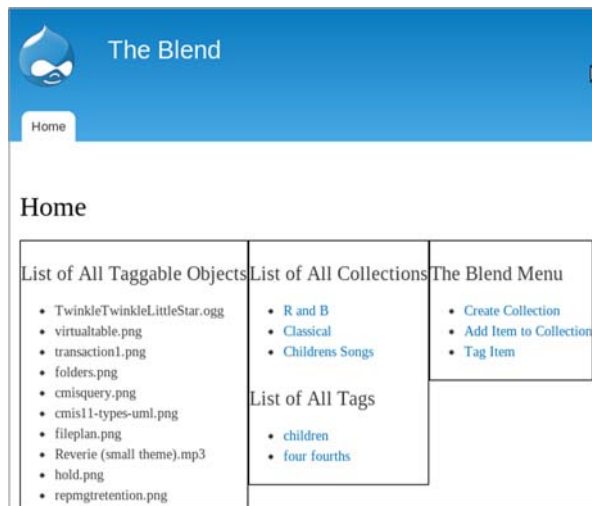 The Blend
Home
Home
List of All Taggable Objects
TwinkleTwinkleLittleStar.ogg
virtualtable.png
transaction1.png
folders.png
cmisquery.png
cmis11-types-uml.png
fileplan.png
Reverie (small theme).mp3
hold.png
repmgtretention.png
List of All Collections
R and B
Classical
Childrens Songs
List of All Tags
children
four fourths
The Blend Menu
Create Collection
Add Item to Collection
Tag Item